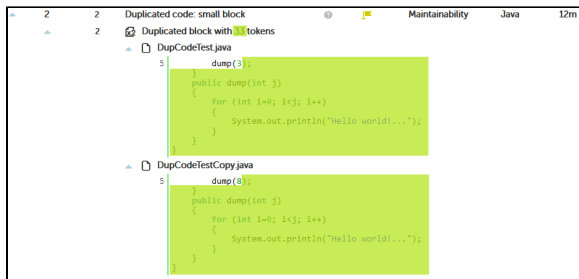 2 2 Duplicated code: small block Maintainability Java 12m
2 x2 Duplicated block with 33 tokens
DupCodeTest.java
5 dump(3);
}
public dump(int j)
{
for (int i=0; i<j; i++)
{
System.out.println("Hello world!...");
}
}
}
DupCodeTestCopy.java
5 dump(8);
}
public dump(int j)
{
for (int i=0; i<j; i++)
{
System.out.println("Hello world!...");
}
}
}